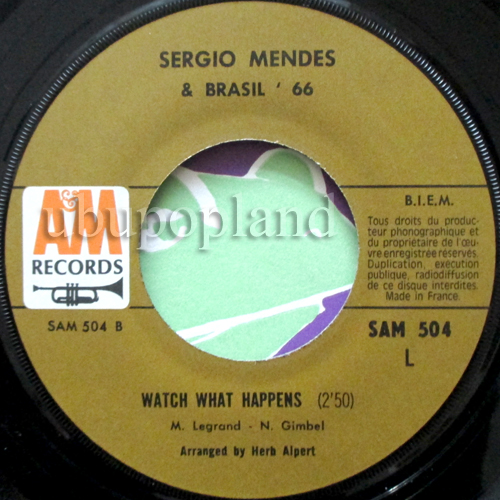 SERGIO MENDES
& BRASIL ' 66
A&M
RECORDS
ubupopland
SAM 504 B
B.I.E.M.
Tous droits du produc-
teur phonographique et
du propriétaire de l'œu-
vre enregistrée réservés.
Duplication, exécution
publique, radiodiffusion
de ce disque interdites.
Made in France.
SAM 504
L
WATCH WHAT HAPPENS (2'50)
M. Legrand - N. Gimbel
Arranged by Herb Alpert